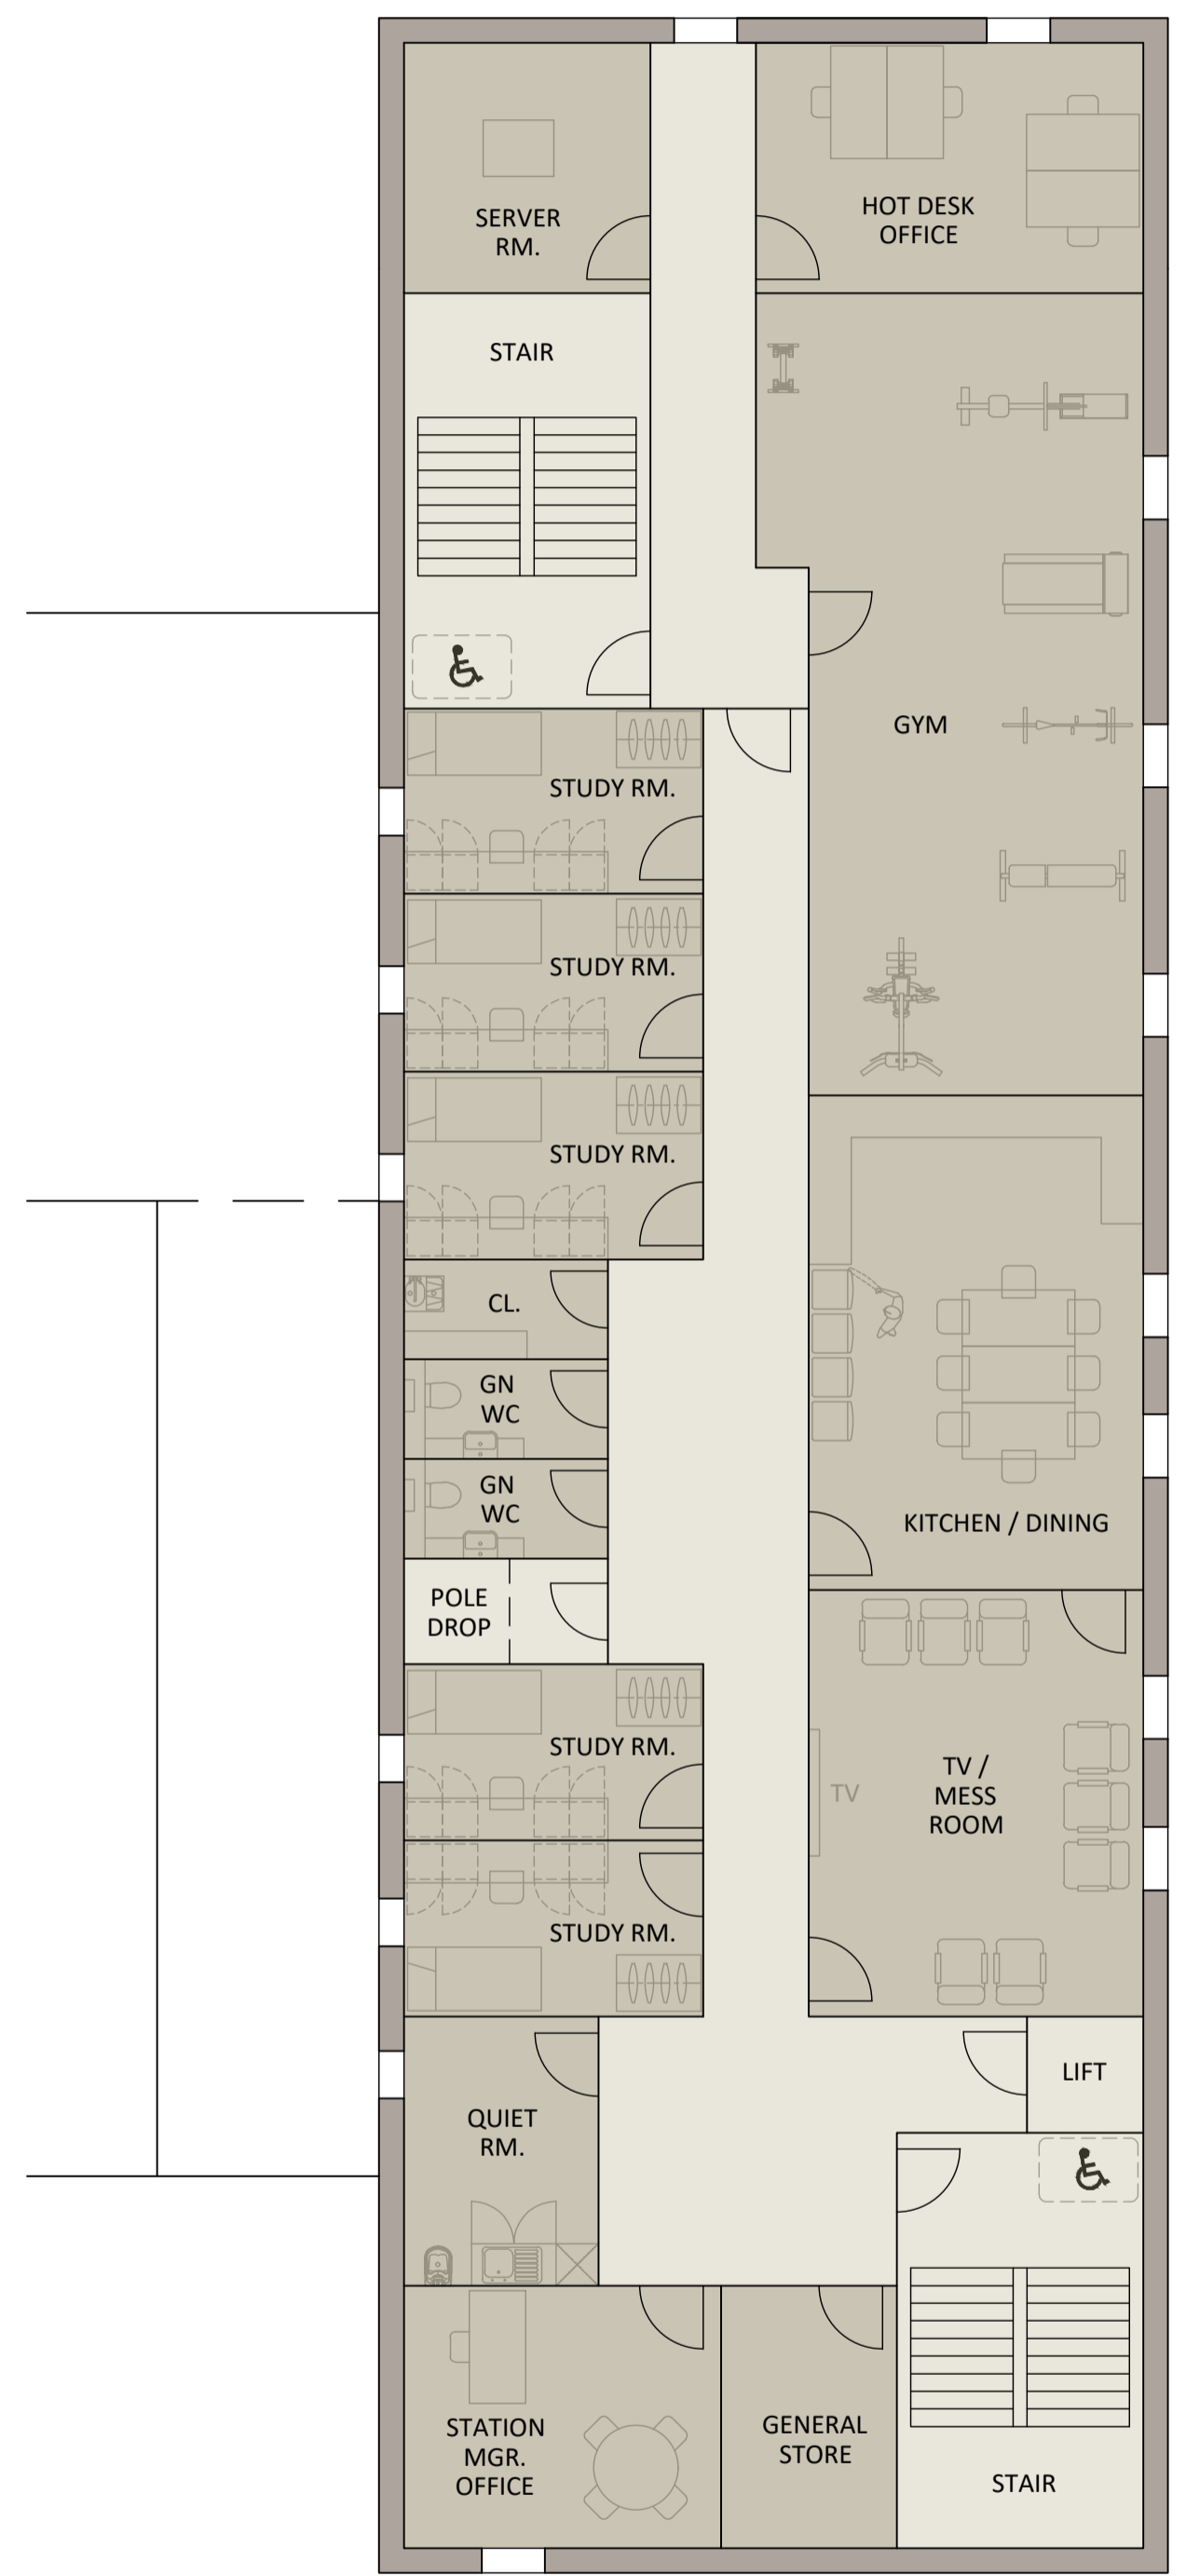 SERVER
RM.
HOT DESK
OFFICE
STAIR
GYM
STUDY RM.
STUDY RM.
STUDY RM.
CL.
GN
WC
GN
WC
KITCHEN / DINING
POLE
DROP
STUDY RM.
TV /
MESS
ROOM
TV
STUDY RM.
LIFT
QUIET
RM.
STATION
MGR.
OFFICE
GENERAL
STORE
STAIR